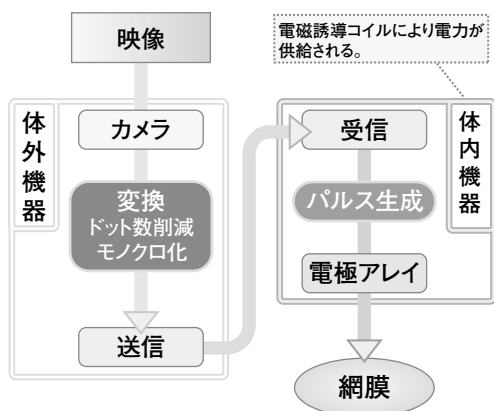 映像
体外機器
カメラ
変換
ドット数削減
モノクロ化
送信
電磁誘導コイルにより電力が
供給される。
体内機器
受信
パルス生成
電極アレイ
網膜